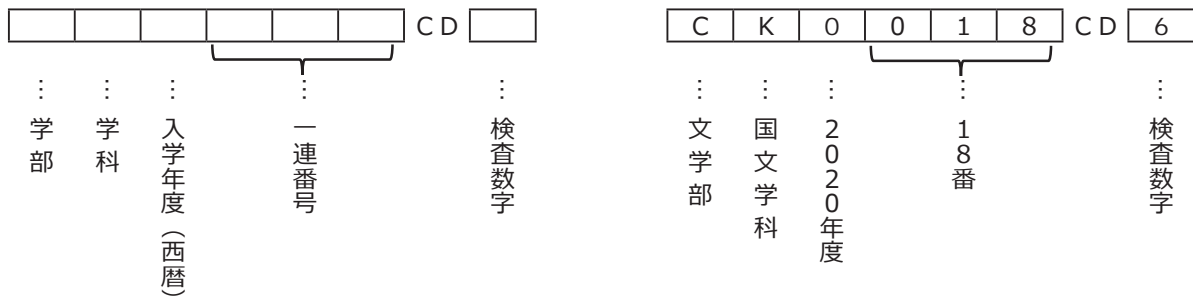 CD
学部
学科
入学年度（西暦）
一連番号
検査数字
C K 0 0 1 8 CD 6
文学部
国文学科
2020年度
18番
検査数字